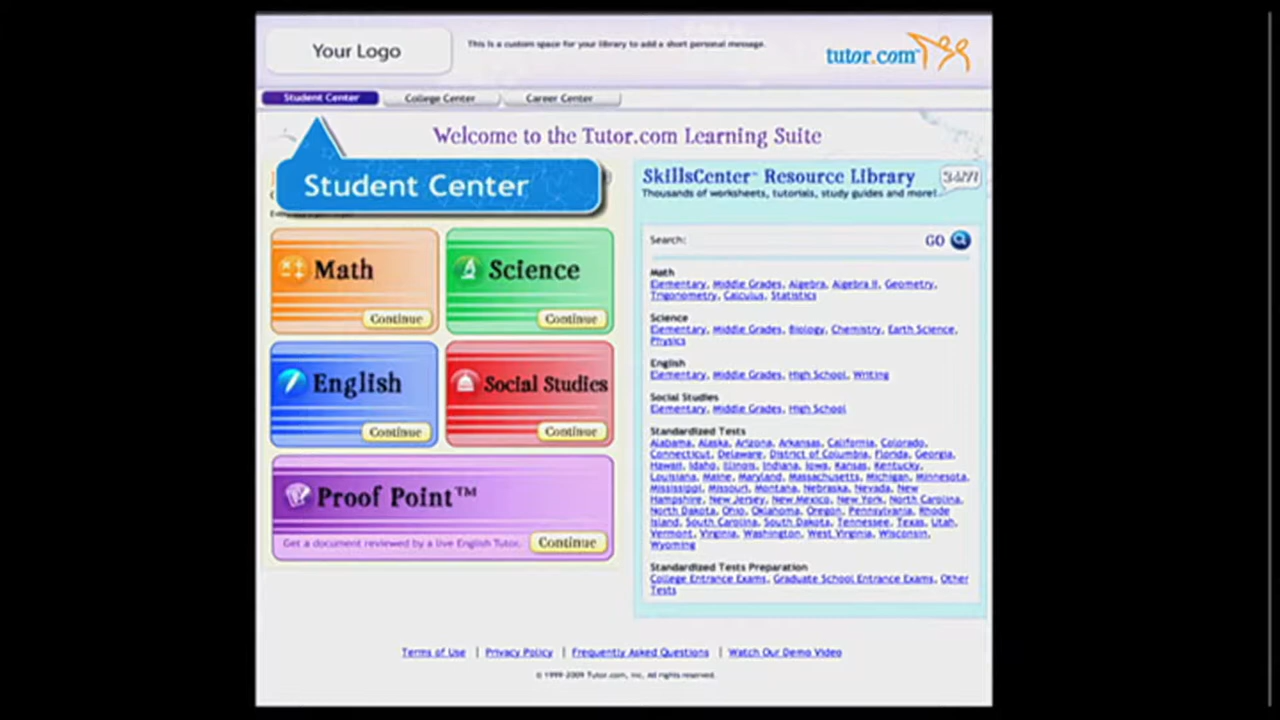 Your Logo
This is a custom space for your library to add a short personal message.
tutor.com
Student Center
College Center
Career Center
Welcome to the Tutor.com Learning Suite
Student Center
Math
Continue
Science
Continue
English
Continue
Social Studies
Continue
Proof Point™
Get a document reviewed by a live English Tutor.
Continue
SkillsCenter™ Resource Library
24/7!
Thousands of worksheets, tutorials, study guides and more!
Search:
GO
Math
Elementary, Middle Grades, Algebra, Algebra II, Geometry,
Trigonometry, Calculus, Statistics
Science
Elementary, Middle Grades, Biology, Chemistry, Earth Science,
Physics
English
Elementary, Middle Grades, High School, Writing
Social Studies
Elementary, Middle Grades, High School
Standardized Tests
Alabama, Alaska, Arizona, Arkansas, California, Colorado,
Connecticut, Delaware, District of Columbia, Florida, Georgia,
Hawaii, Idaho, Illinois, Indiana, Iowa, Kansas, Kentucky,
Louisiana, Maine, Maryland, Massachusetts, Michigan, Minnesota,
Mississippi, Missouri, Montana, Nebraska, Nevada, New
Hampshire, New Jersey, New Mexico, New York, North Carolina,
North Dakota, Ohio, Oklahoma, Oregon, Pennsylvania, Rhode
Island, South Carolina, South Dakota, Tennessee, Texas, Utah,
Vermont, Virginia, Washington, West Virginia, Wisconsin,
Wyoming
Standardized Tests Preparation
College Entrance Exams, Graduate School Entrance Exams, Other
Tests
Terms of Use | Privacy Policy | Frequently Asked Questions | Watch Our Demo Video
© 1999-2009 Tutor.com, Inc. All rights reserved.